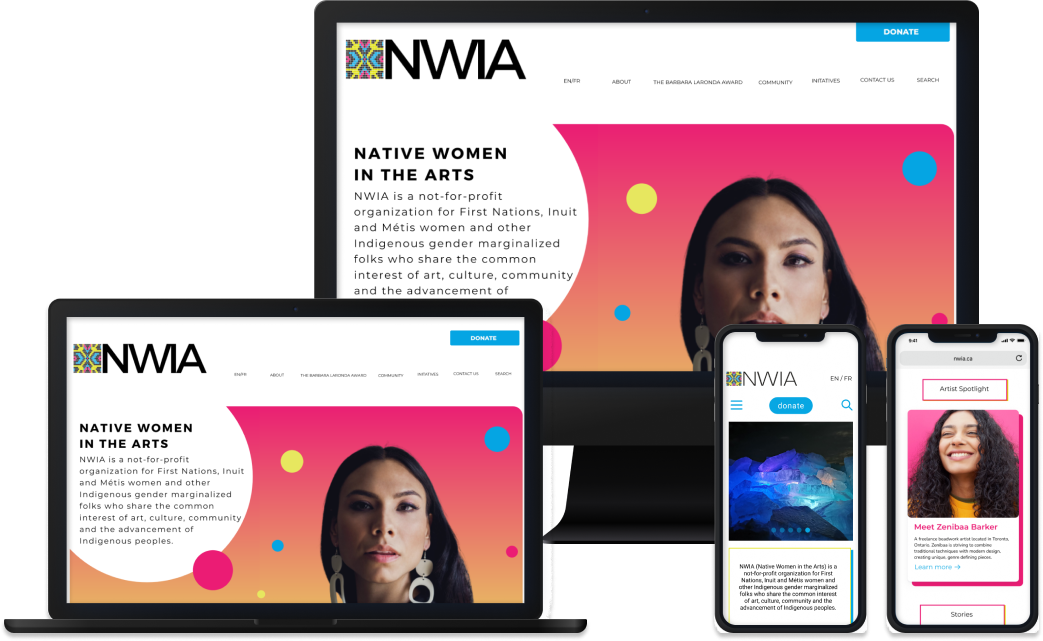 DONATE
NWIA
EN/FR ABOUT THE BARBARA LARONDA AWARD COMMUNITY INITATIVES CONTACT US SEARCH
NATIVE WOMEN
IN THE ARTS
NWIA is a not-for-profit
organization for First Nations, Inuit
and Métis women and other
Indigenous gender marginalized
folks who share the common
interest of art, culture, community
and the advancement of
DONATE
NWIA
EN/FR ABOUT THE BARBARA LARONDA AWARD COMMUNITY INITATIVES CONTACT US SEARCH
NATIVE WOMEN
IN THE ARTS
NWIA is a not-for-profit
organization for First Nations, Inuit
and Métis women and other
Indigenous gender marginalized
folks who share the common
interest of art, culture, community
and the advancement of
Indigenous peoples.
NWIA
EN / FR
donate
NWIA (Native Women in the Arts) is a
not-for-profit organization for First
Nations, Inuit and Métis women and
other Indigenous gender marginalized
folks who share the common interest
of art, culture, community and the
advancement of Indigenous peoples.
9:41
nwia.ca
Artist Spotlight
Meet Zenibaa Barker
A freelance beadwork artist located in Toronto,
Ontario, Zenibaa is striving to combine
traditional techniques with modern design,
creating unique, genre defining pieces.
Learn more →
Stories